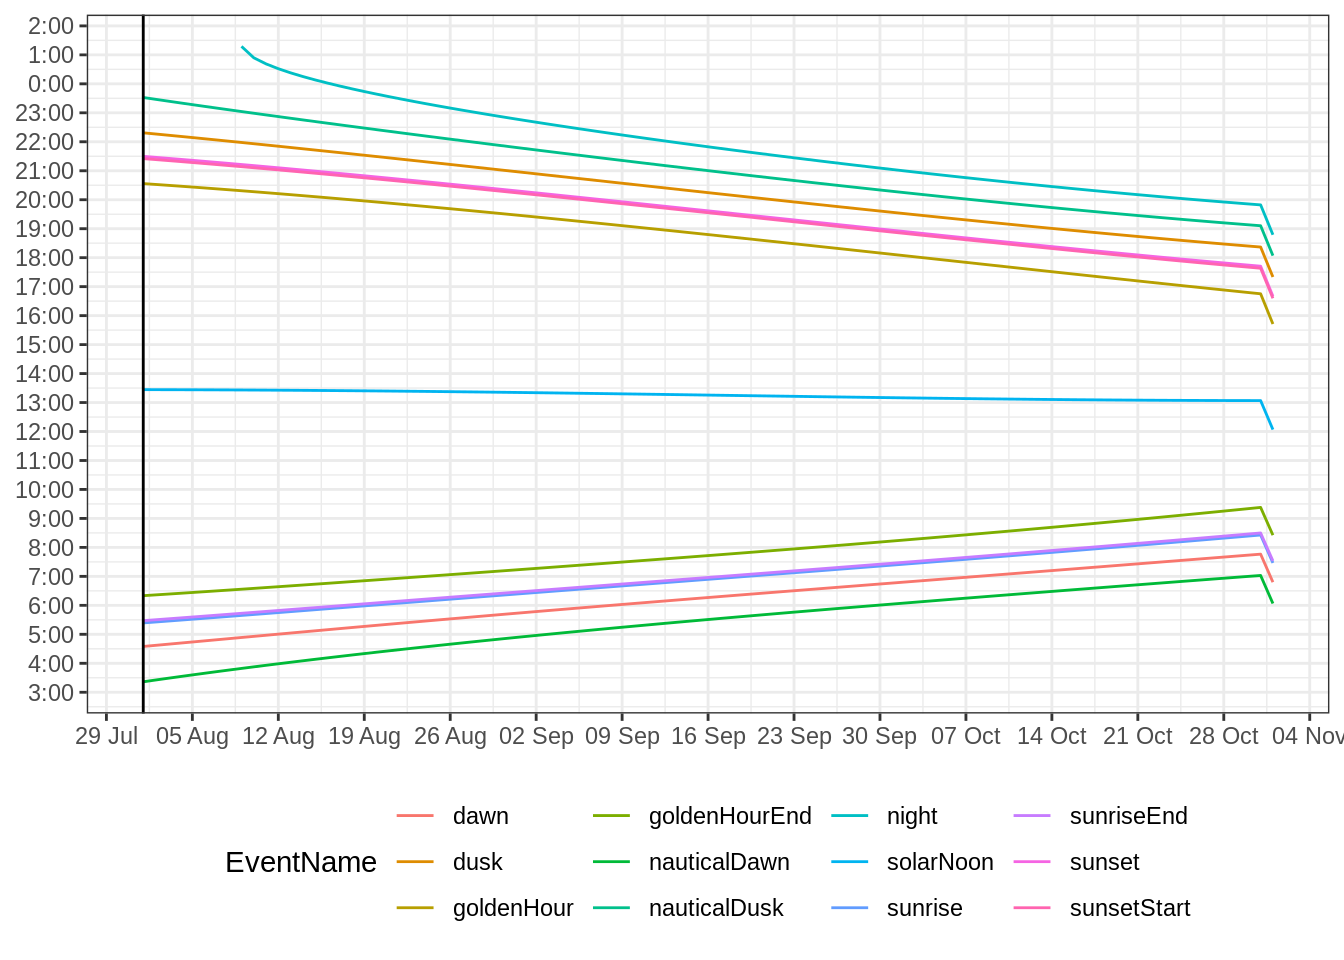 2:00
1:00
0:00
23:00
22:00
21:00
20:00
19:00
18:00
17:00
16:00
15:00
14:00
13:00
12:00
11:00
10:00
9:00
8:00
7:00
6:00
5:00
4:00
3:00
29 Jul 05 Aug 12 Aug 19 Aug 26 Aug 02 Sep 09 Sep 16 Sep 23 Sep 30 Sep 07 Oct 14 Oct 21 Oct 28 Oct 04 Nov
EventName
dawn
dusk
goldenHour
goldenHourEnd
nauticalDawn
nauticalDusk
night
solarNoon
sunrise
sunriseEnd
sunset
sunsetStart